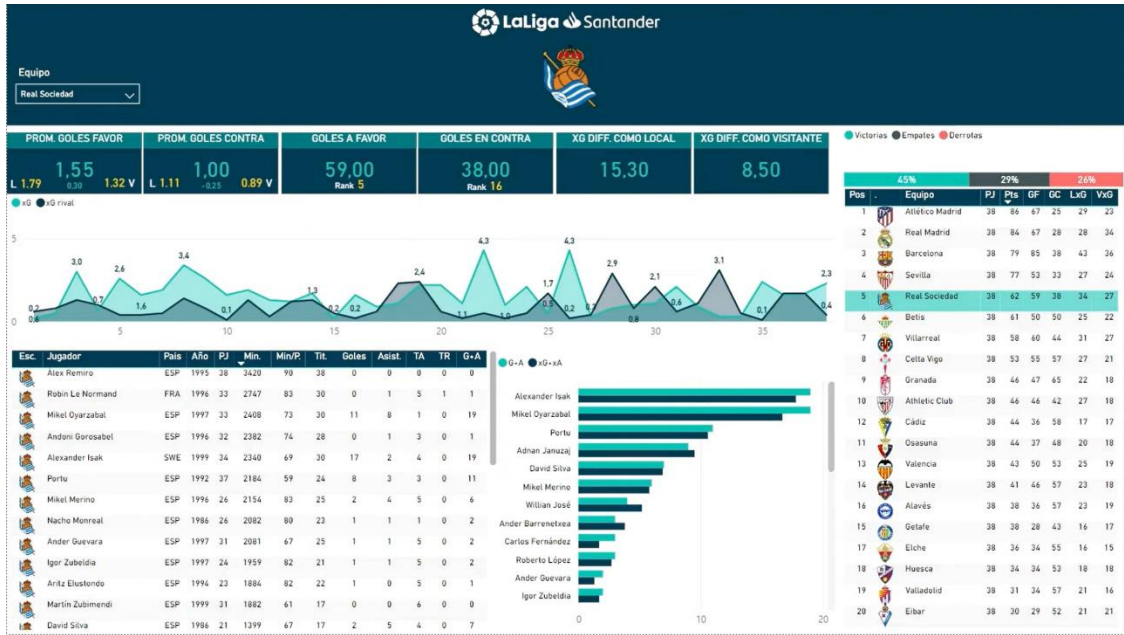 LaLiga Santander
Equipo
Real Sociedad
PROM. GOLES FAVOR
1,55
L 1.79 0,30 1.32 V
PROM. GOLES CONTRA
1,00
L 1.11 -0,25 0.89 V
GOLES A FAVOR
59,00
Rank 5
GOLES EN CONTRA
38,00
Rank 16
XG DIFF. COMO LOCAL
15,30
XG DIFF. COMO VISITANTE
8,50
Victorias Empates Derrotas
45% 29% 26%
xG xG rival
5
0
0,2 0,6 3,0 0,7 2,6 1,6 3,4 0,1 1,3 0,2 0,2 2,4 1,1 4,3 1,0 1,7 0,5 4,3 0,2 0,3 2,9 0,8 2,1 0,6 3,1 0,1 2,3 0,4
5 10 15 20 25 30 35
Esc. Jugador País Año PJ Min. Min/P. Tit. Goles Asist. TA TR G+A
Álex Remiro ESP 1995 38 3420 90 38 0 0 0 0 0
Robin Le Normand FRA 1996 33 2747 83 30 0 1 5 1 1
Mikel Oyarzabal ESP 1997 33 2408 73 30 11 8 1 0 19
Andoni Gorosabel ESP 1996 32 2382 74 28 0 1 3 0 1
Alexander Isak SWE 1999 34 2340 69 30 17 2 4 0 19
Portu ESP 1992 37 2184 59 24 8 3 3 0 11
Mikel Merino ESP 1996 26 2154 83 25 2 4 5 0 6
Nacho Monreal ESP 1986 26 2082 80 23 1 1 1 0 2
Ander Guevara ESP 1997 31 2081 67 25 1 1 5 0 2
Igor Zubeldia ESP 1997 24 1959 82 21 1 1 5 0 2
Aritz Elustondo ESP 1994 23 1884 82 22 1 0 5 0 1
Martín Zubimendi ESP 1999 31 1882 61 17 0 0 6 0 0
David Silva ESP 1986 21 1399 67 17 2 5 4 0 7
G+A xG+xA
Alexander Isak
Mikel Oyarzabal
Portu
Adnan Januzaj
David Silva
Mikel Merino
Willian José
Ander Barrenetxea
Carlos Fernández
Roberto López
Ander Guevara
Igor Zubeldia
0 10 20
Pos . Equipo PJ Pts GF GC LxG VxG
1 Atlético Madrid 38 86 67 25 29 23
2 Real Madrid 38 84 67 28 28 34
3 Barcelona 38 79 85 38 43 36
4 Sevilla 38 77 53 33 27 24
5 Real Sociedad 38 62 59 38 34 27
6 Betis 38 61 50 50 25 22
7 Villarreal 38 58 60 44 31 27
8 Celta Vigo 38 53 55 57 27 21
9 Granada 38 46 47 65 22 18
10 Athletic Club 38 46 46 42 27 18
12 Cádiz 38 44 36 58 17 17
11 Osasuna 38 44 37 48 20 18
13 Valencia 38 43 50 53 25 19
14 Levante 38 41 46 57 23 18
16 Alavés 38 38 36 57 23 19
15 Getafe 38 38 28 43 16 17
17 Elche 38 36 34 55 16 15
18 Huesca 38 34 34 53 18 18
19 Valladolid 38 31 34 57 21 16
20 Eibar 38 30 29 52 21 21